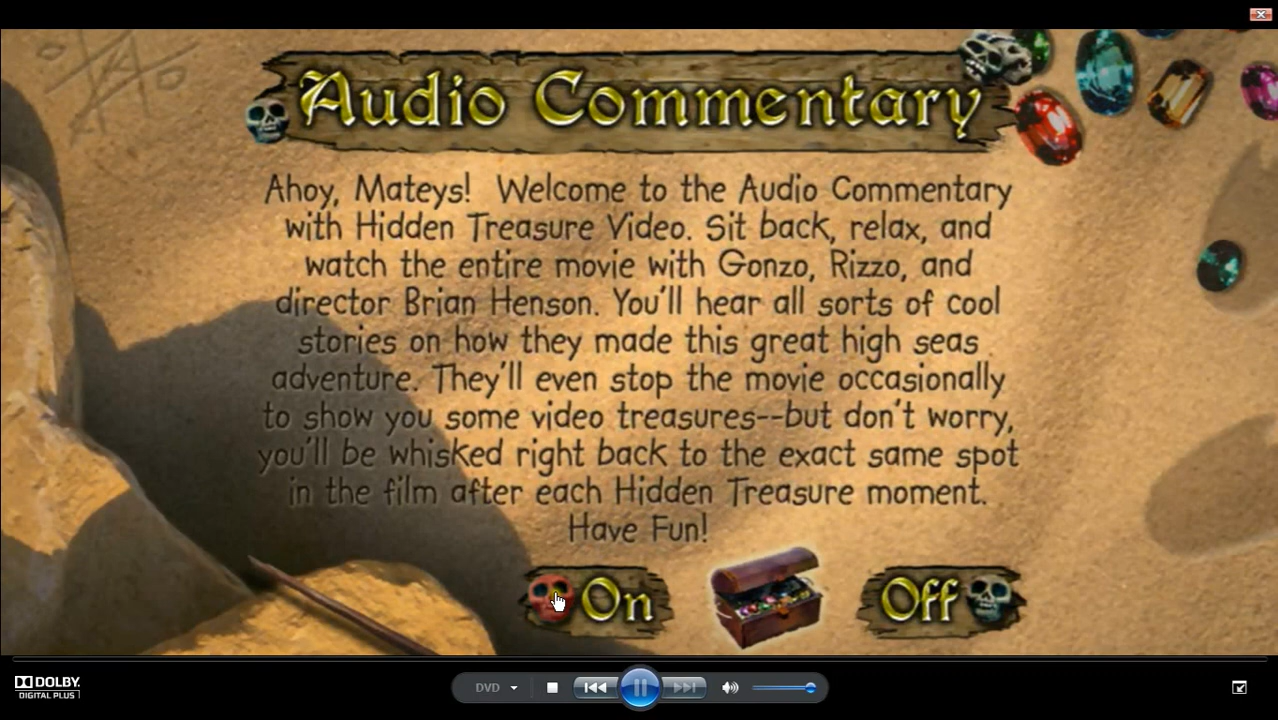 Audio Commentary
Ahoy, Mateys! Welcome to the Audio Commentary
with Hidden Treasure Video. Sit back, relax, and
watch the entire movie with Gonzo, Rizzo, and
director Brian Henson. You'll hear all sorts of cool
stories on how they made this great high seas
adventure. They'll even stop the movie occasionally
to show you some video treasures--but don't worry,
you'll be whisked right back to the exact same spot
in the film after each Hidden Treasure moment.
Have Fun!
On
Off
DOLBY
DIGITAL PLUS
DVD